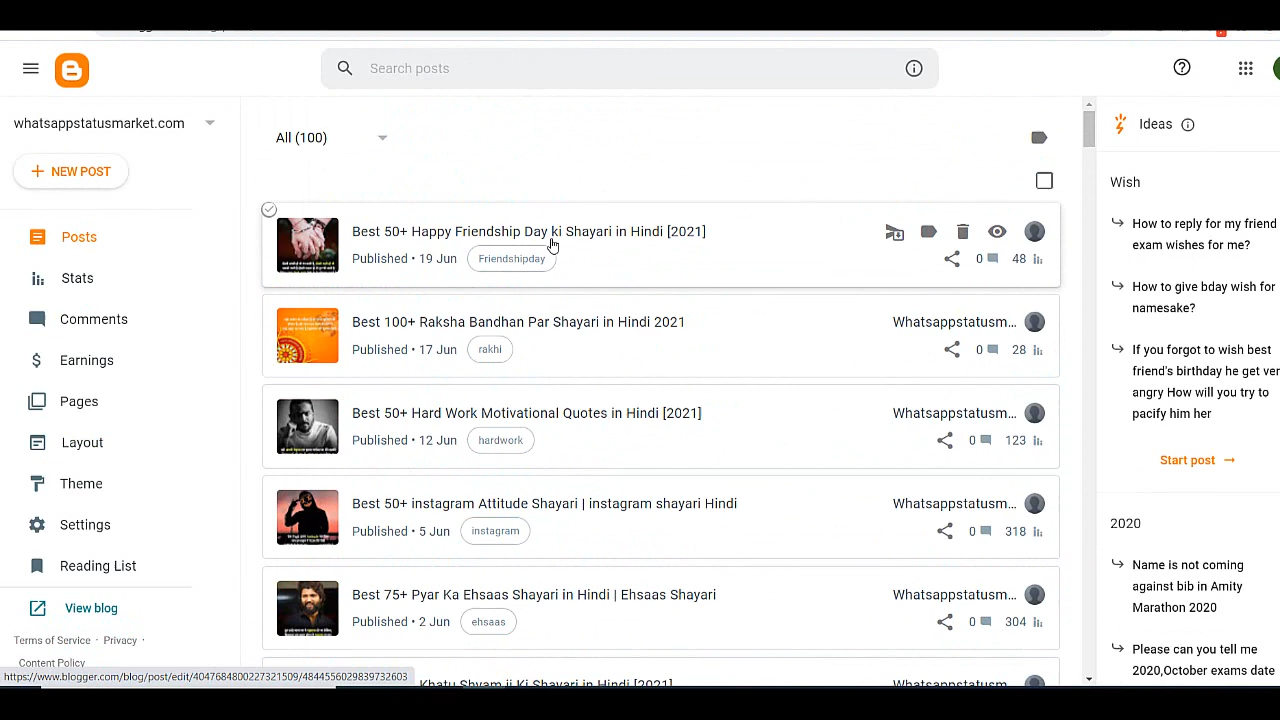 Search posts
whatsappstatusmarket.com
NEW POST
Posts
Stats
Comments
Earnings
Pages
Layout
Theme
Settings
Reading List
View blog
Terms of Service · Privacy ·
Content Policy
https://www.blogger.com/blog/post/edit/4047684800227321509/4844556029839732603
All (100)
Best 50+ Happy Friendship Day ki Shayari in Hindi [2021]
Published • 19 Jun Friendshipday 0 48
Best 100+ Raksha Bandhan Par Shayari in Hindi 2021 Whatsappstatusm...
Published • 17 Jun rakhi 0 28
Best 50+ Hard Work Motivational Quotes in Hindi [2021] Whatsappstatusm...
Published • 12 Jun hardwork 0 123
Best 50+ instagram Attitude Shayari | instagram shayari Hindi Whatsappstatusm...
Published • 5 Jun instagram 0 318
Best 75+ Pyar Ka Ehsaas Shayari in Hindi | Ehsaas Shayari Whatsappstatusm...
Published • 2 Jun ehsaas 0 304
Khatu Shyam ji Ki Shayari in Hindi [2021] Whatsappstatusm...
Ideas
Wish
How to reply for my friend
exam wishes for me?
How to give bday wish for
namesake?
If you forgot to wish best
friend's birthday he get ver
angry How will you try to
pacify him her
Start post
2020
Name is not coming
against bib in Amity
Marathon 2020
Please can you tell me
2020,October exams date